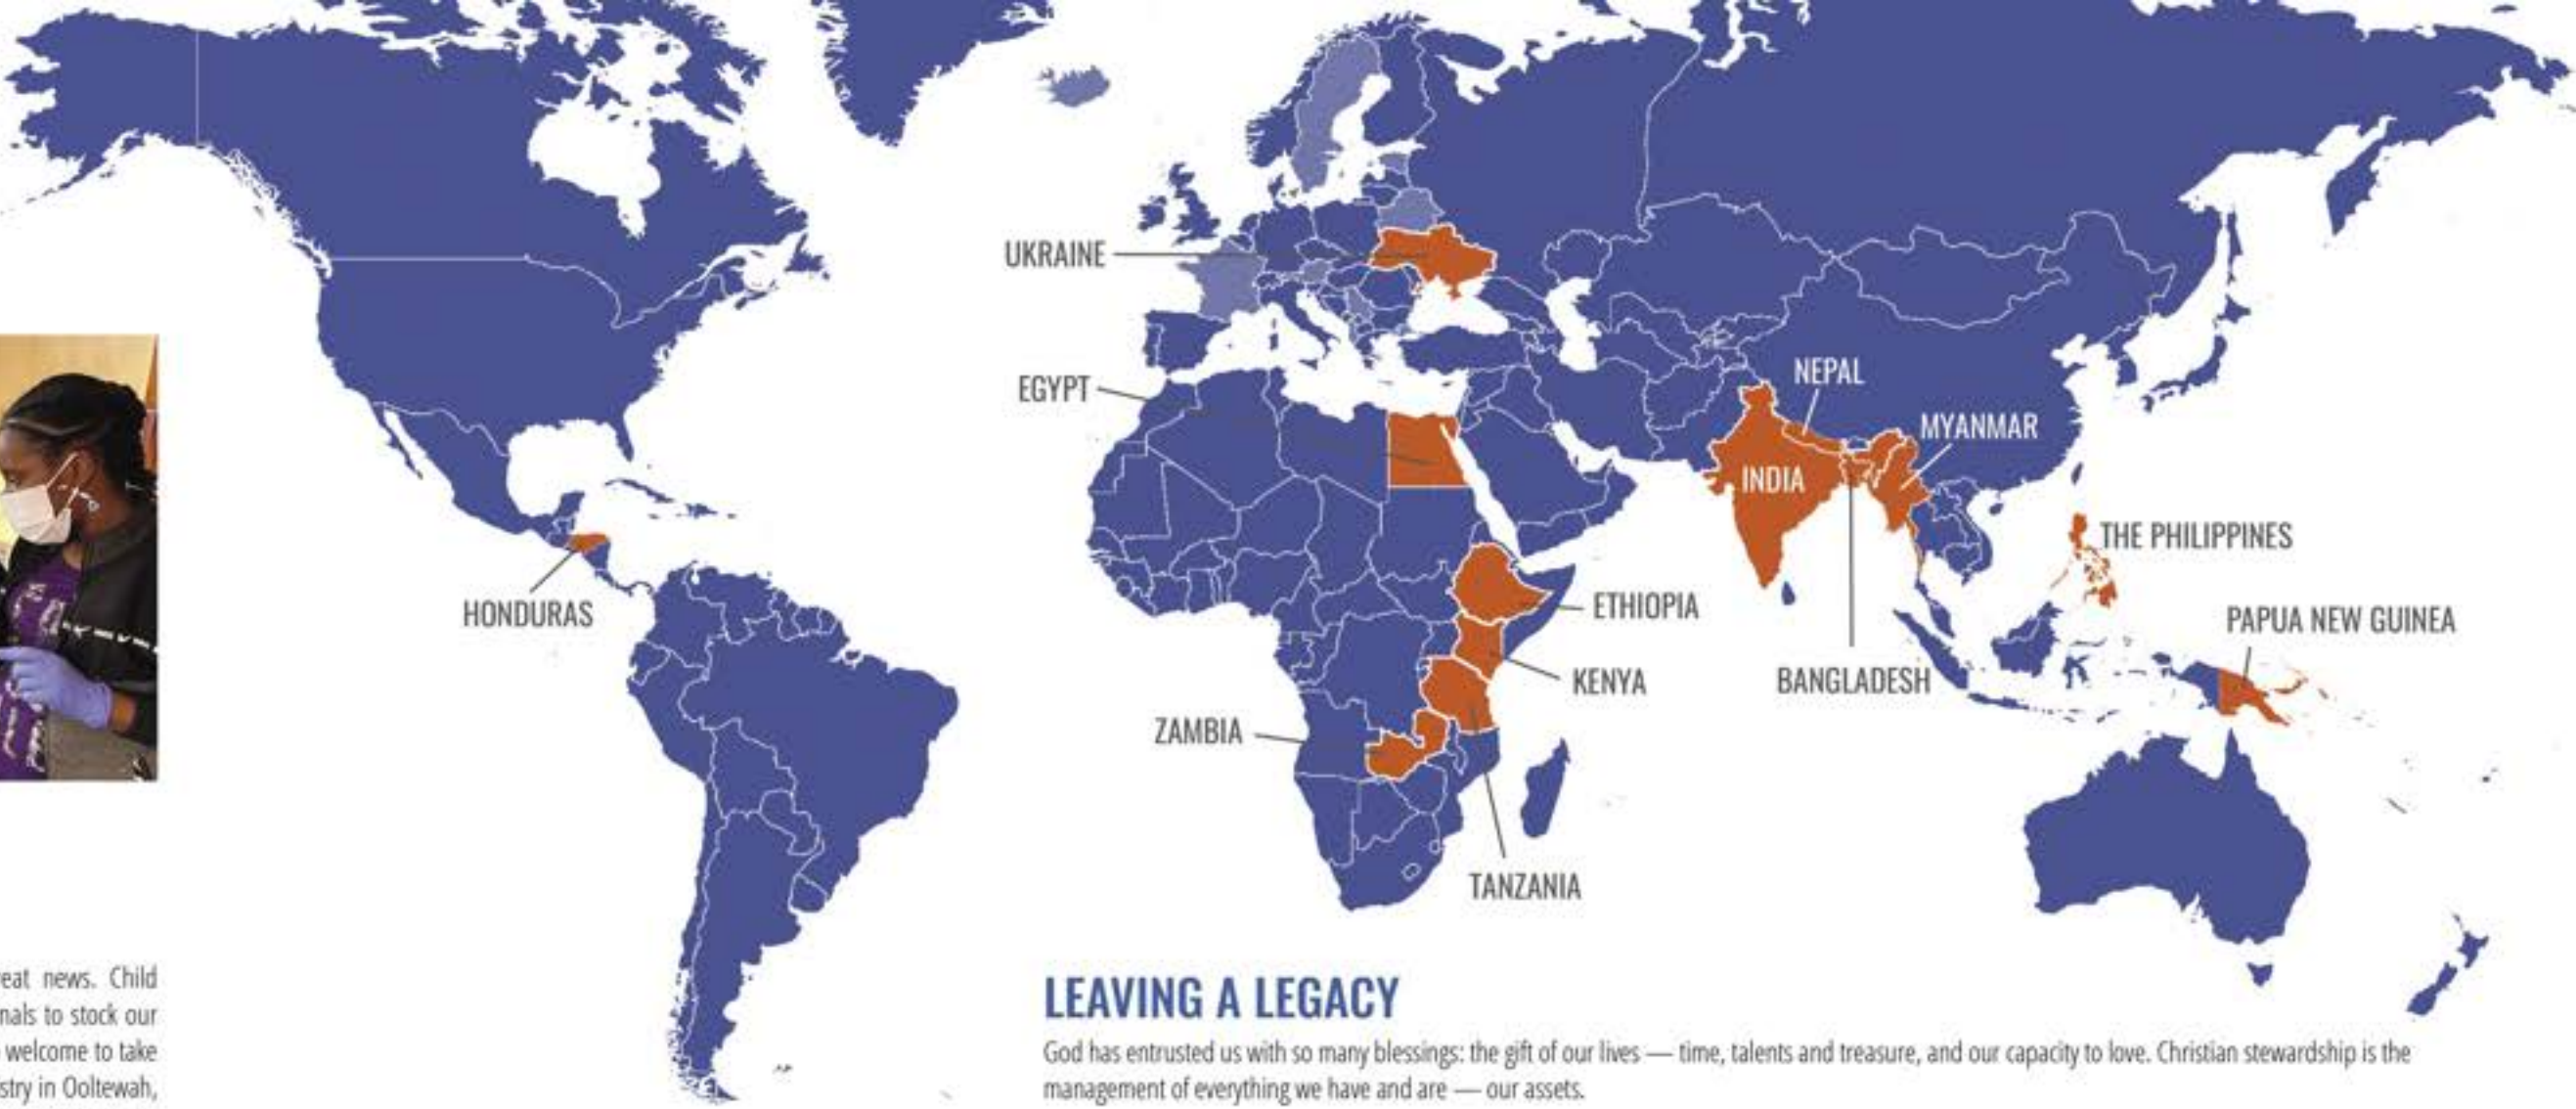 UKRAINE
EGYPT
NEPAL
MYANMAR
INDIA
THE PHILIPPINES
HONDURAS
ETHIOPIA
PAPUA NEW GUINEA
KENYA
BANGLADESH
ZAMBIA
TANZANIA
eat news. Child
nals to stock our
welcome to take
stry in Ooltewah,
LEAVING A LEGACY
God has entrusted us with so many blessings: the gift of our lives — time, talents and treasure, and our capacity to love. Christian stewardship is the
management of everything we have and are — our assets.